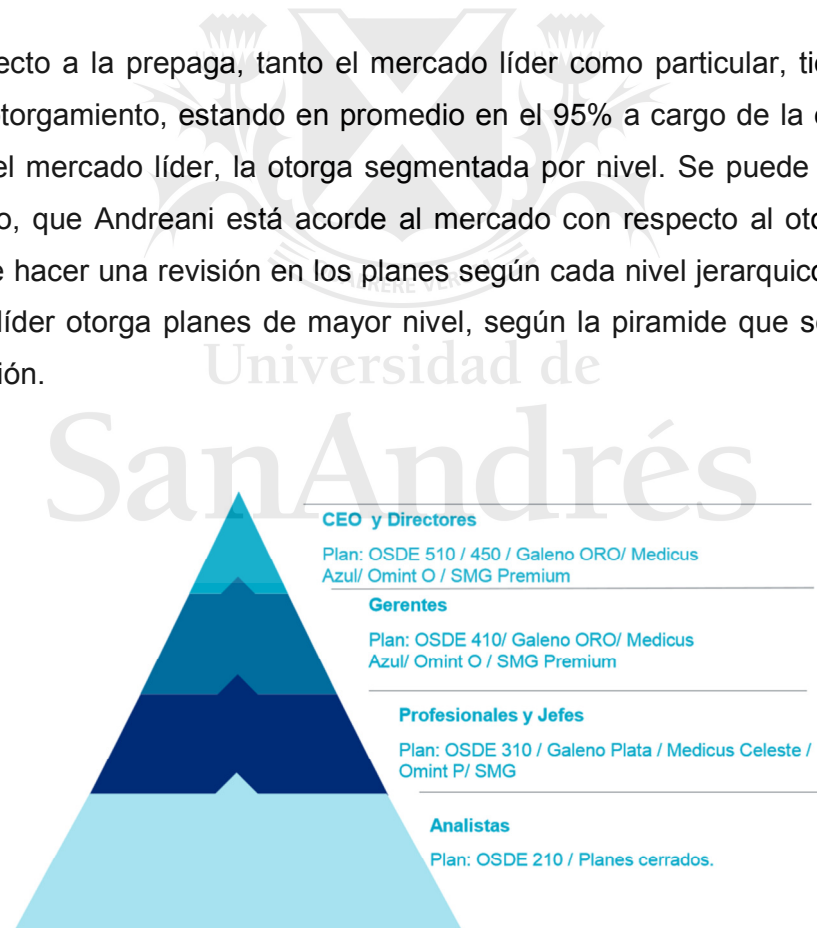 ecto a la prepaga, tanto el mercado líder como particular, tie
torgamiento, estando en promedio en el 95% a cargo de la
el mercado líder, la otorga segmentada por nivel. Se puede
o, que Andreani está acorde al mercado con respecto al oto
e hacer una revisión en los planes según cada nivel jerarquico
líder otorga planes de mayor nivel, según la piramide que se
ión.
Universidad de
SanAndrés
CEO y Directores
Plan: OSDE 510 / 450 / Galeno ORO/ Medicus
Azul/ Omint O / SMG Premium
Gerentes
Plan: OSDE 410/ Galeno ORO/ Medicus
Azul/ Omint O / SMG Premium
Profesionales y Jefes
Plan: OSDE 310 / Galeno Plata / Medicus Celeste /
Omint P/ SMG
Analistas
Plan: OSDE 210 / Planes cerrados.